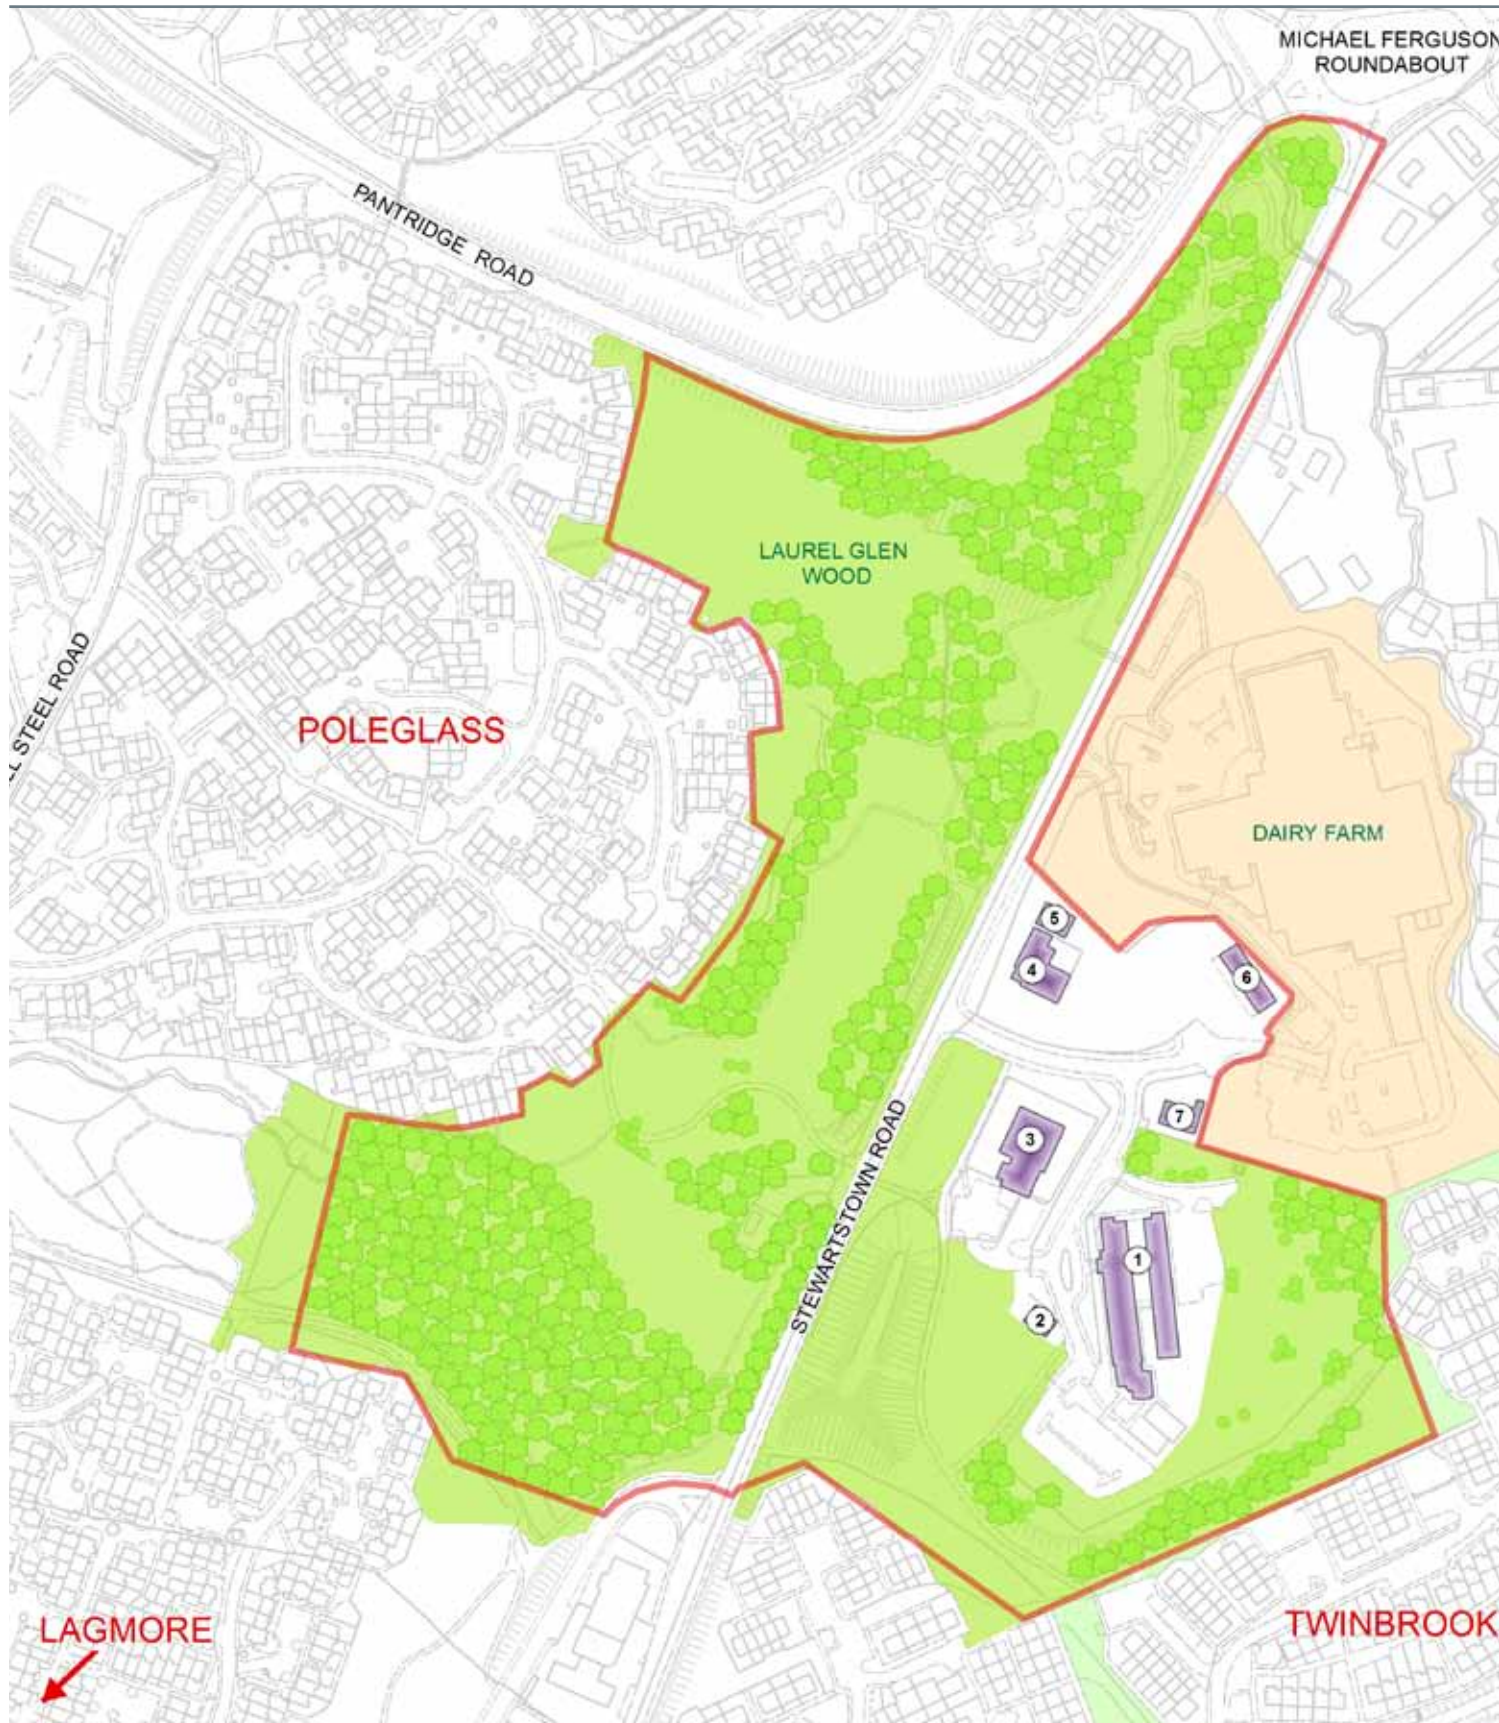 MICHAEL FERGUSON
ROUNDABOUT
PANTRIDGE ROAD
LAUREL GLEN
WOOD
LL STEEL ROAD
POLEGLASS
DAIRY FARM
5
4
6
7
3
STEWARTSTOWN ROAD
1
2
LAGMORE
TWINBROOK